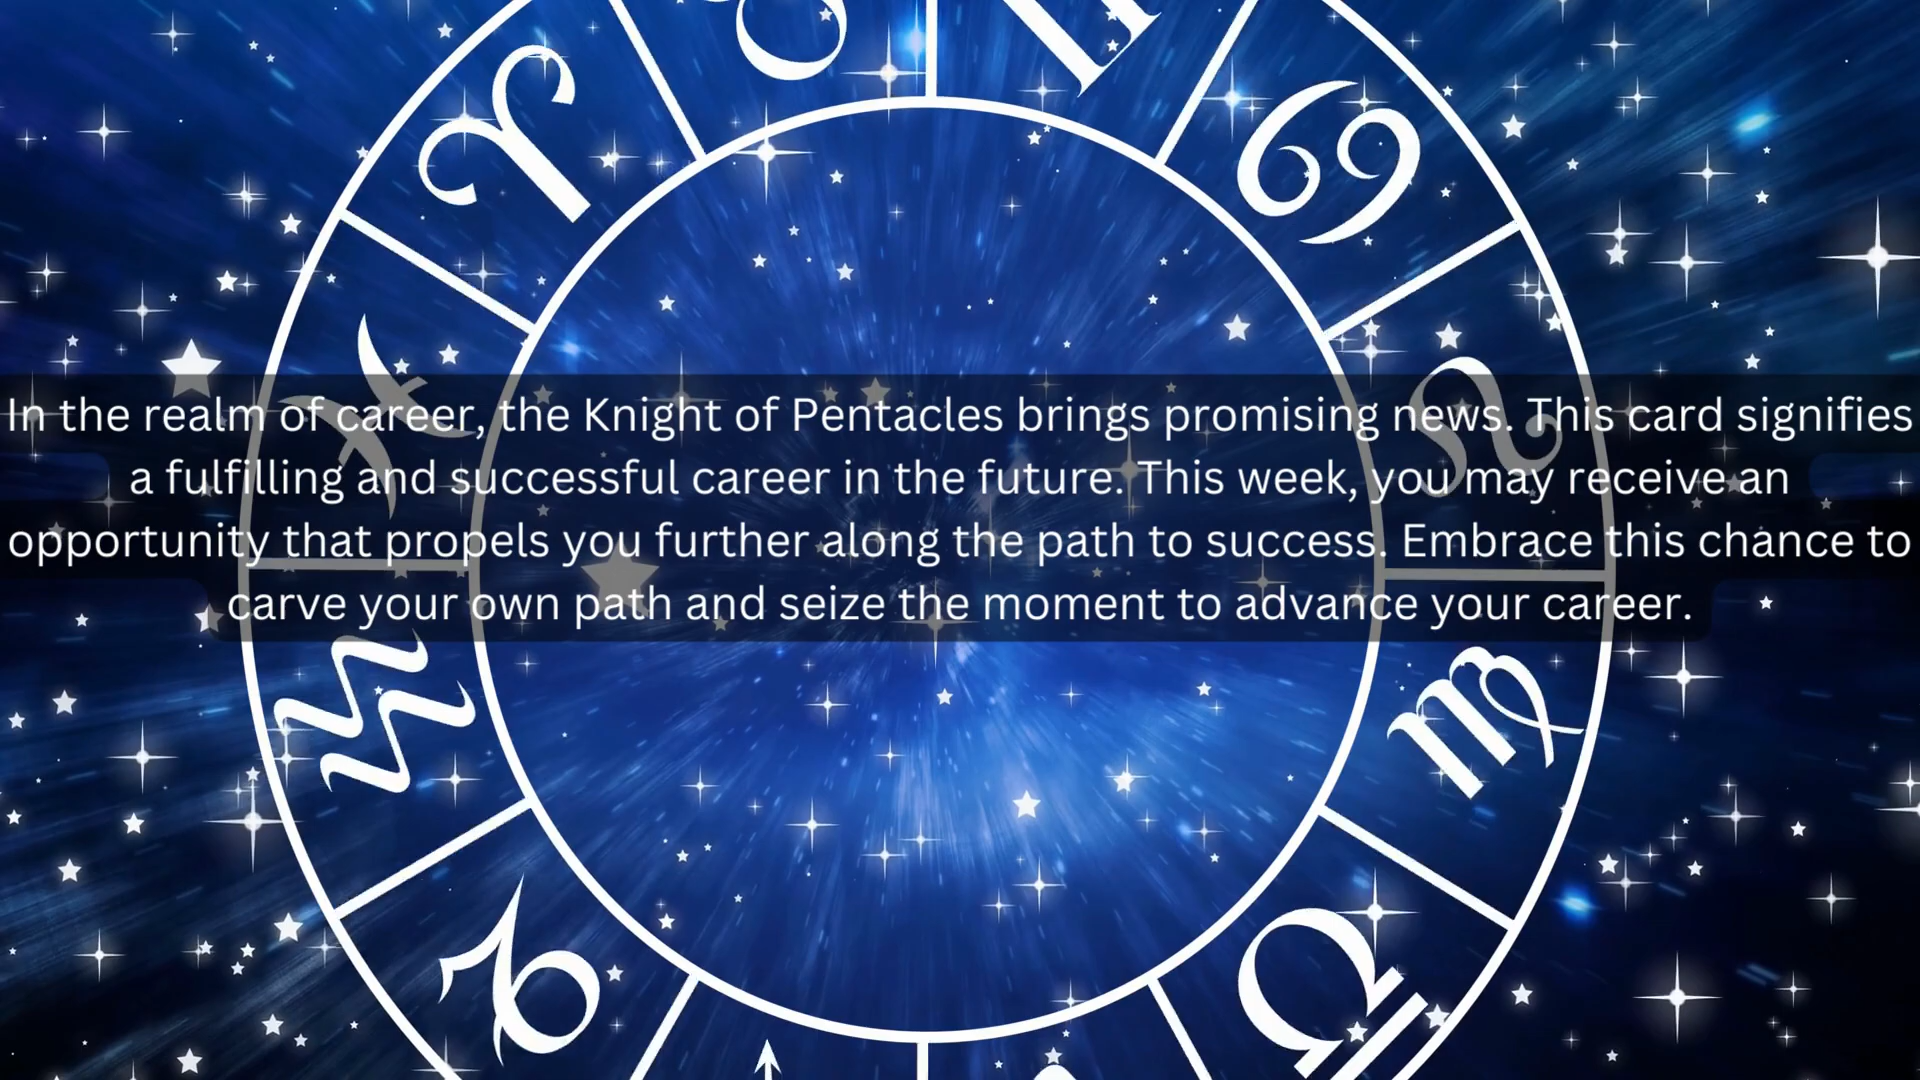 In the realm of career, the Knight of Pentacles brings promising news. This card signifies
a fulfilling and successful career in the future. This week, you may receive an
opportunity that propels you further along the path to success. Embrace this chance to
carve your own path and seize the moment to advance your career.